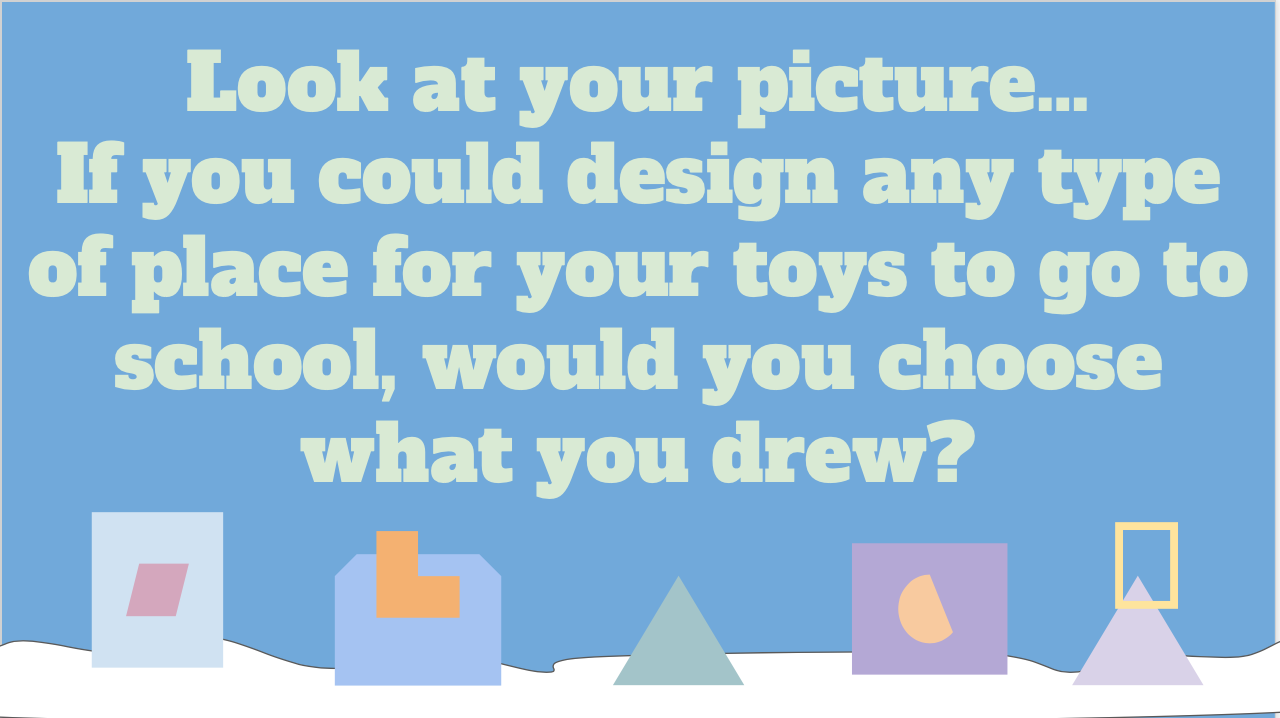 Look at your picture...
If you could design any type
of place for your toys to go to
school, would you choose
what you drew?